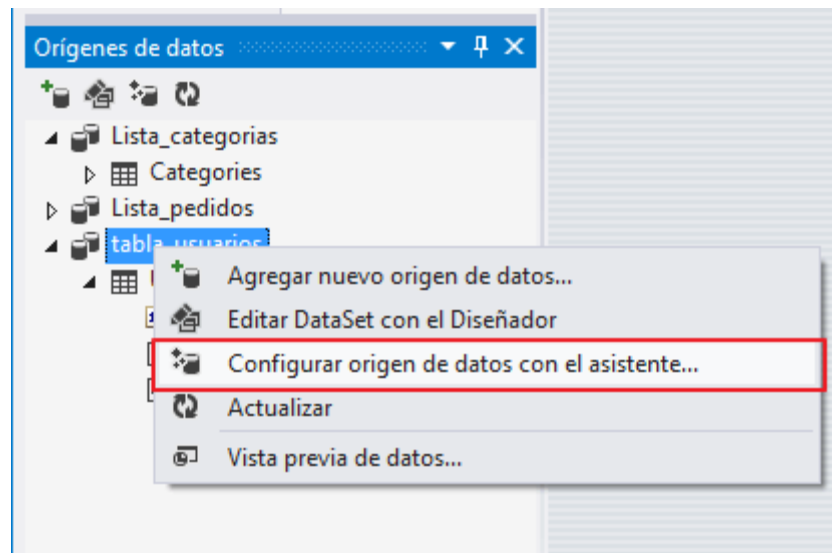 Orígenes de datos
Lista_categorias
Categories
Lista_pedidos
tabla_usuarios
Agregar nuevo origen de datos...
Editar DataSet con el Diseñador
Configurar origen de datos con el asistente...
Actualizar
Vista previa de datos...